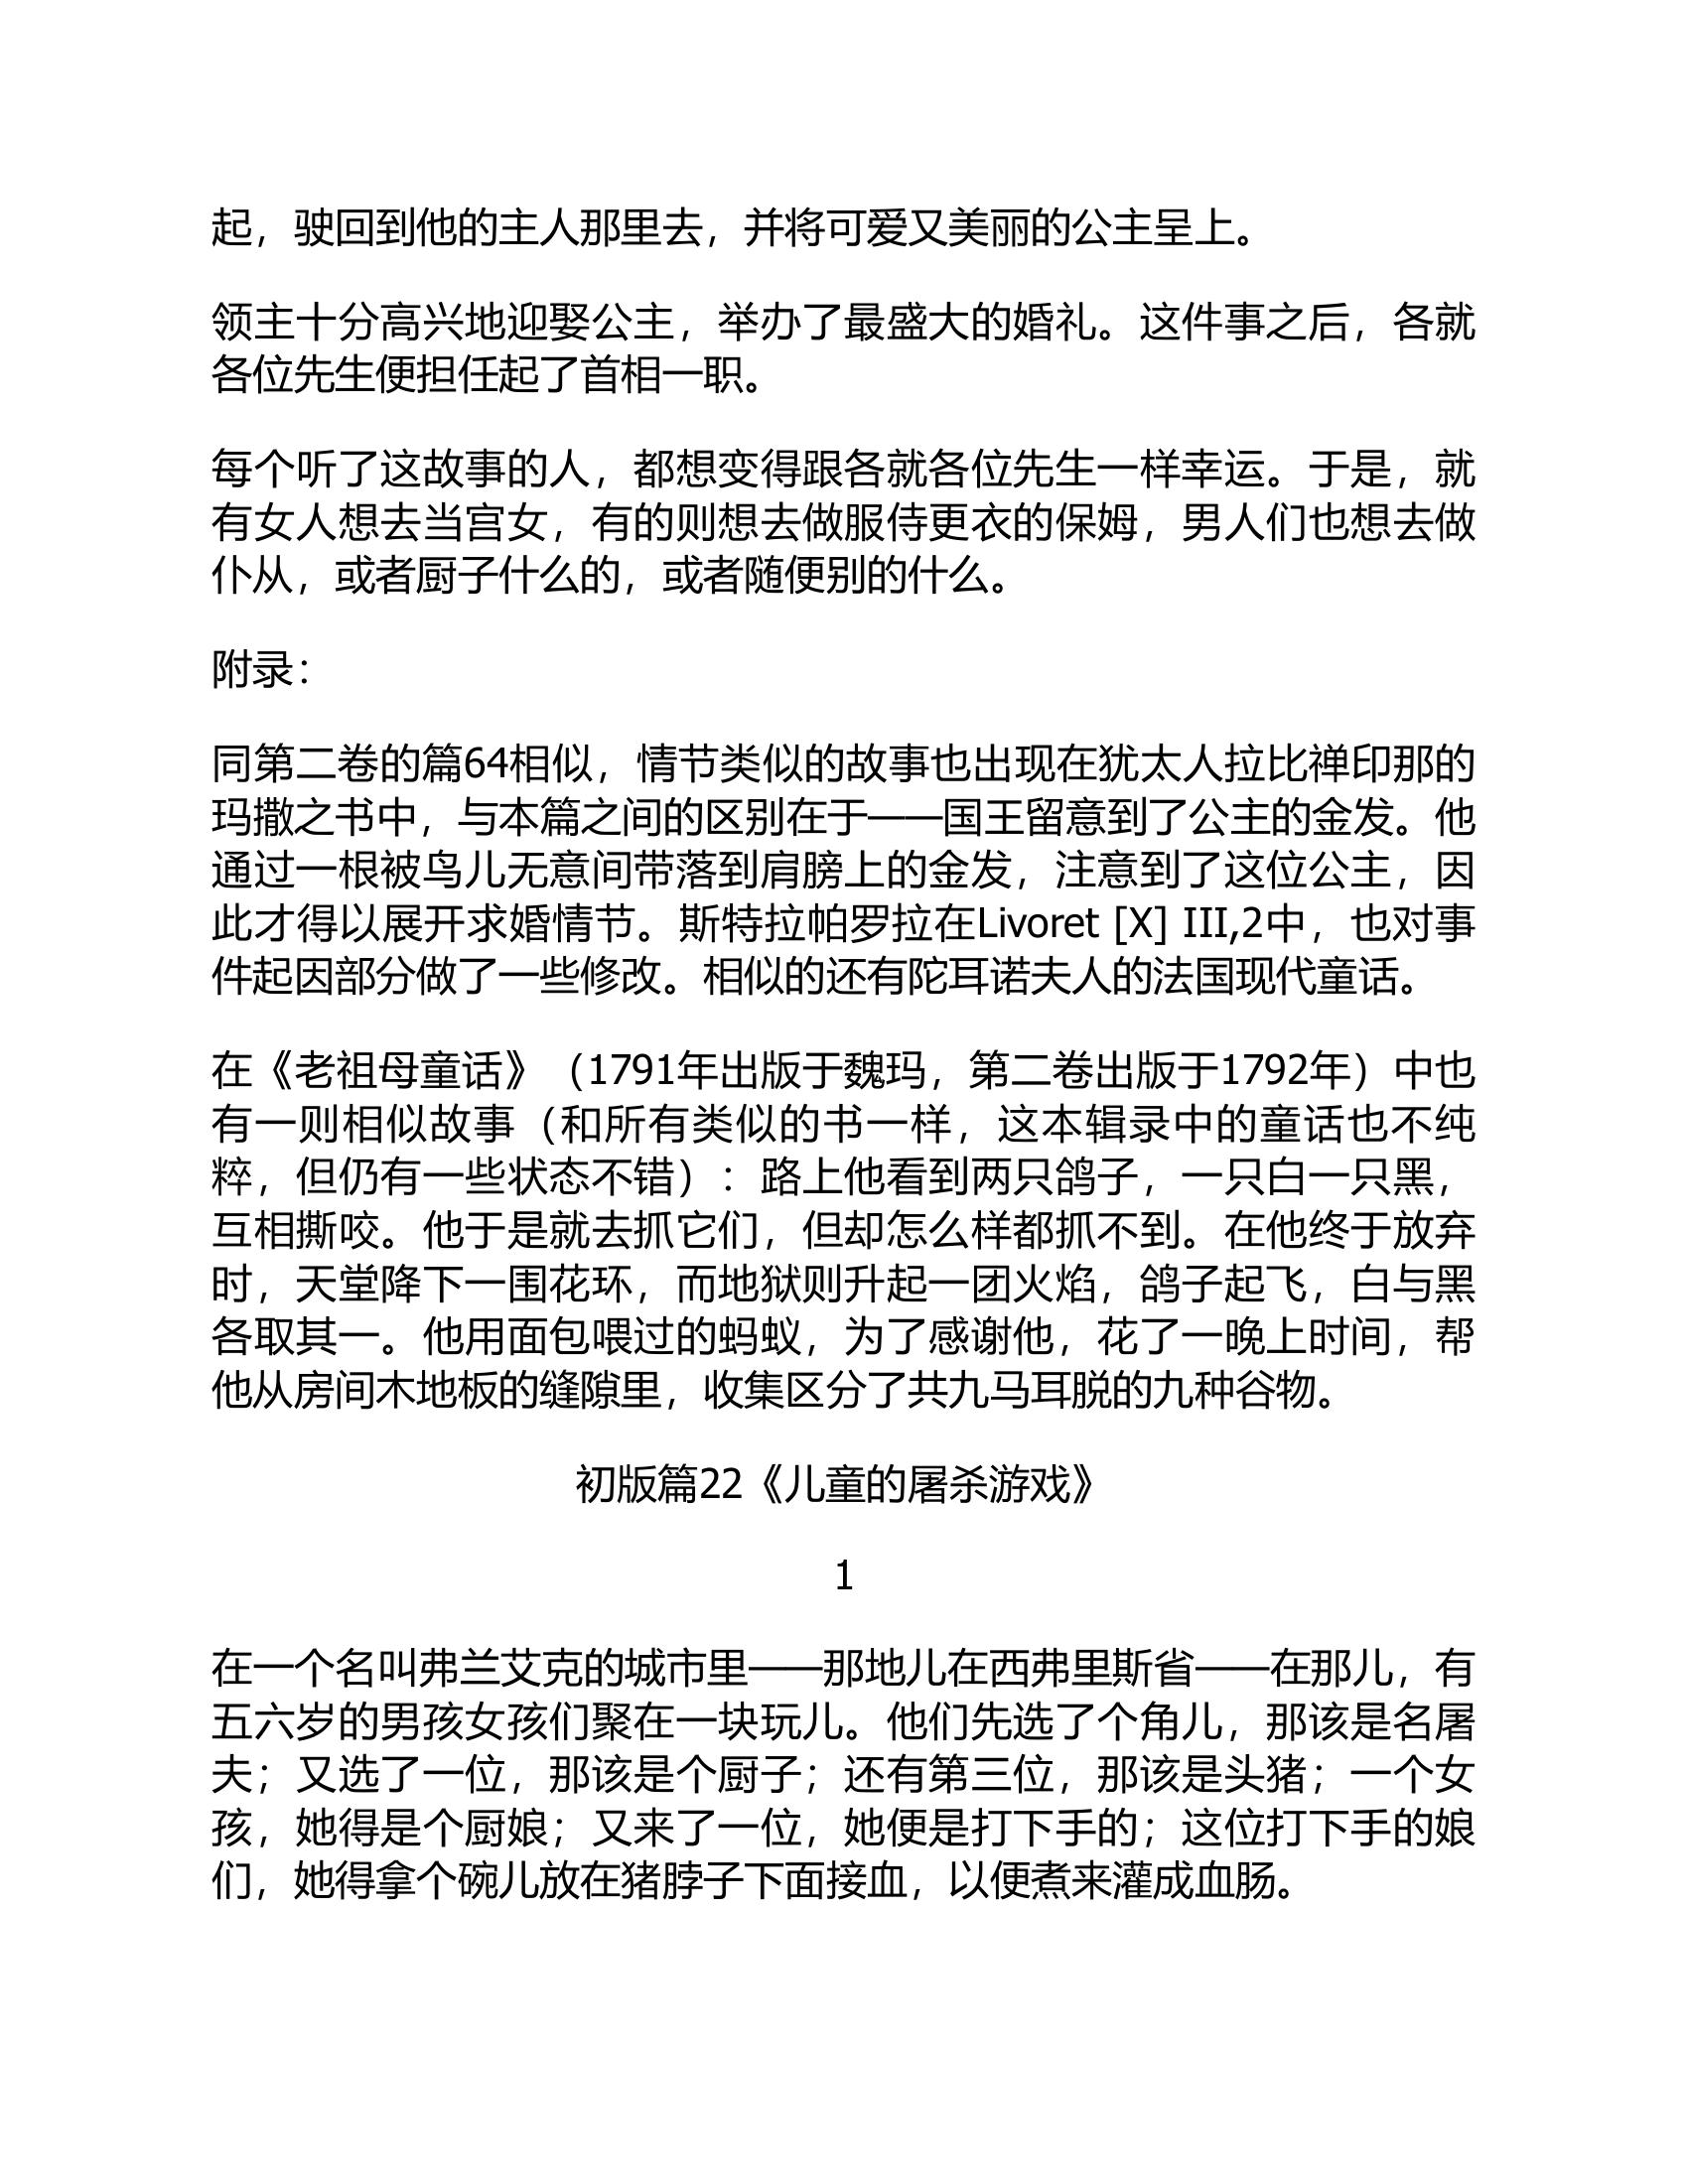 起，驶回到他的主人那里去，并将可爱又美丽的公主呈上。
领主十分高兴地迎娶公主，举办了最盛大的婚礼。这件事之后，各就
各位先生便担任起了首相一职。
每个听了这故事的人，都想变得跟各就各位先生一样幸运。于是，就
有女人想去当宫女，有的则想去做服侍更衣的保姆，男人们也想去做
仆从，或者厨子什么的，或者随便别的什么。
附录：
同第二卷的篇64相似，情节类似的故事也出现在犹太人拉比禅印那的
玛撒之书中，与本篇之间的区别在于——国王留意到了公主的金发。他
通过一根被鸟儿无意间带落到肩膀上的金发，注意到了这位公主，因
此才得以展开求婚情节。斯特拉帕罗拉在Livoret [X] III,2中，也对事
件起因部分做了一些修改。相似的还有陀耳诺夫人的法国现代童话。
在《老祖母童话》（1791年出版于魏玛，第二卷出版于1792年）中也
有一则相似故事（和所有类似的书一样，这本辑录中的童话也不纯
粹，但仍有一些状态不错）：路上他看到两只鸽子，一只白一只黑，
互相撕咬。他于是就去抓它们，但却怎么样都抓不到。在他终于放弃
时，天堂降下一围花环，而地狱则升起一团火焰，鸽子起飞，白与黑
各取其一。他用面包喂过的蚂蚁，为了感谢他，花了一晚上时间，帮
他从房间木地板的缝隙里，收集区分了共九马耳脱的九种谷物。
初版篇22《儿童的屠杀游戏》
1
在一个名叫弗兰艾克的城市里——那地儿在西弗里斯省——在那儿，有
五六岁的男孩女孩们聚在一块玩儿。他们先选了个角儿，那该是名屠
夫；又选了一位，那该是个厨子；还有第三位，那该是头猪；一个女
孩，她得是个厨娘；又来了一位，她便是打下手的；这位打下手的娘
们，她得拿个碗儿放在猪脖子下面接血，以便煮来灌成血肠。